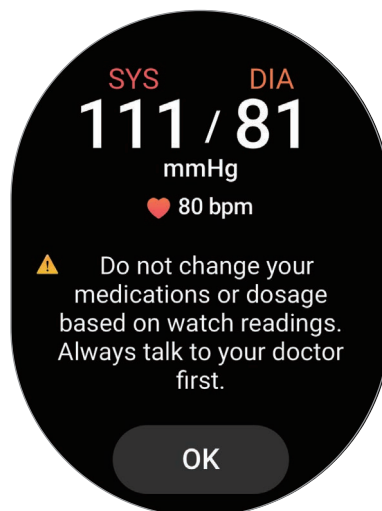 SYS DIA
111 / 81
mmHg
80 bpm
Do not change your
medications or dosage
based on watch readings.
Always talk to your doctor
first.
OK